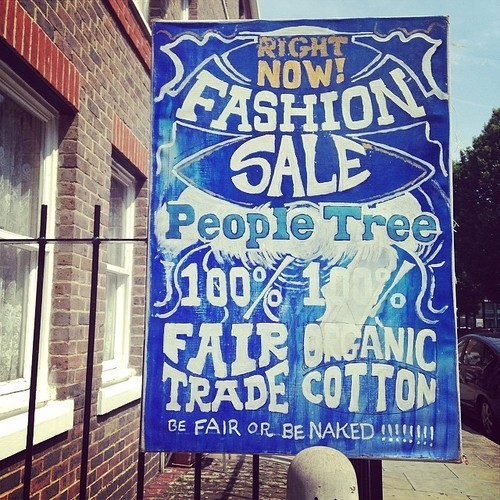 RIGHT
NOW!
FASHION
SALE
People Tree
100% 100%
FAIR ORGANIC
TRADE COTTON
BE FAIR OR BE NAKED !!!!!!!!